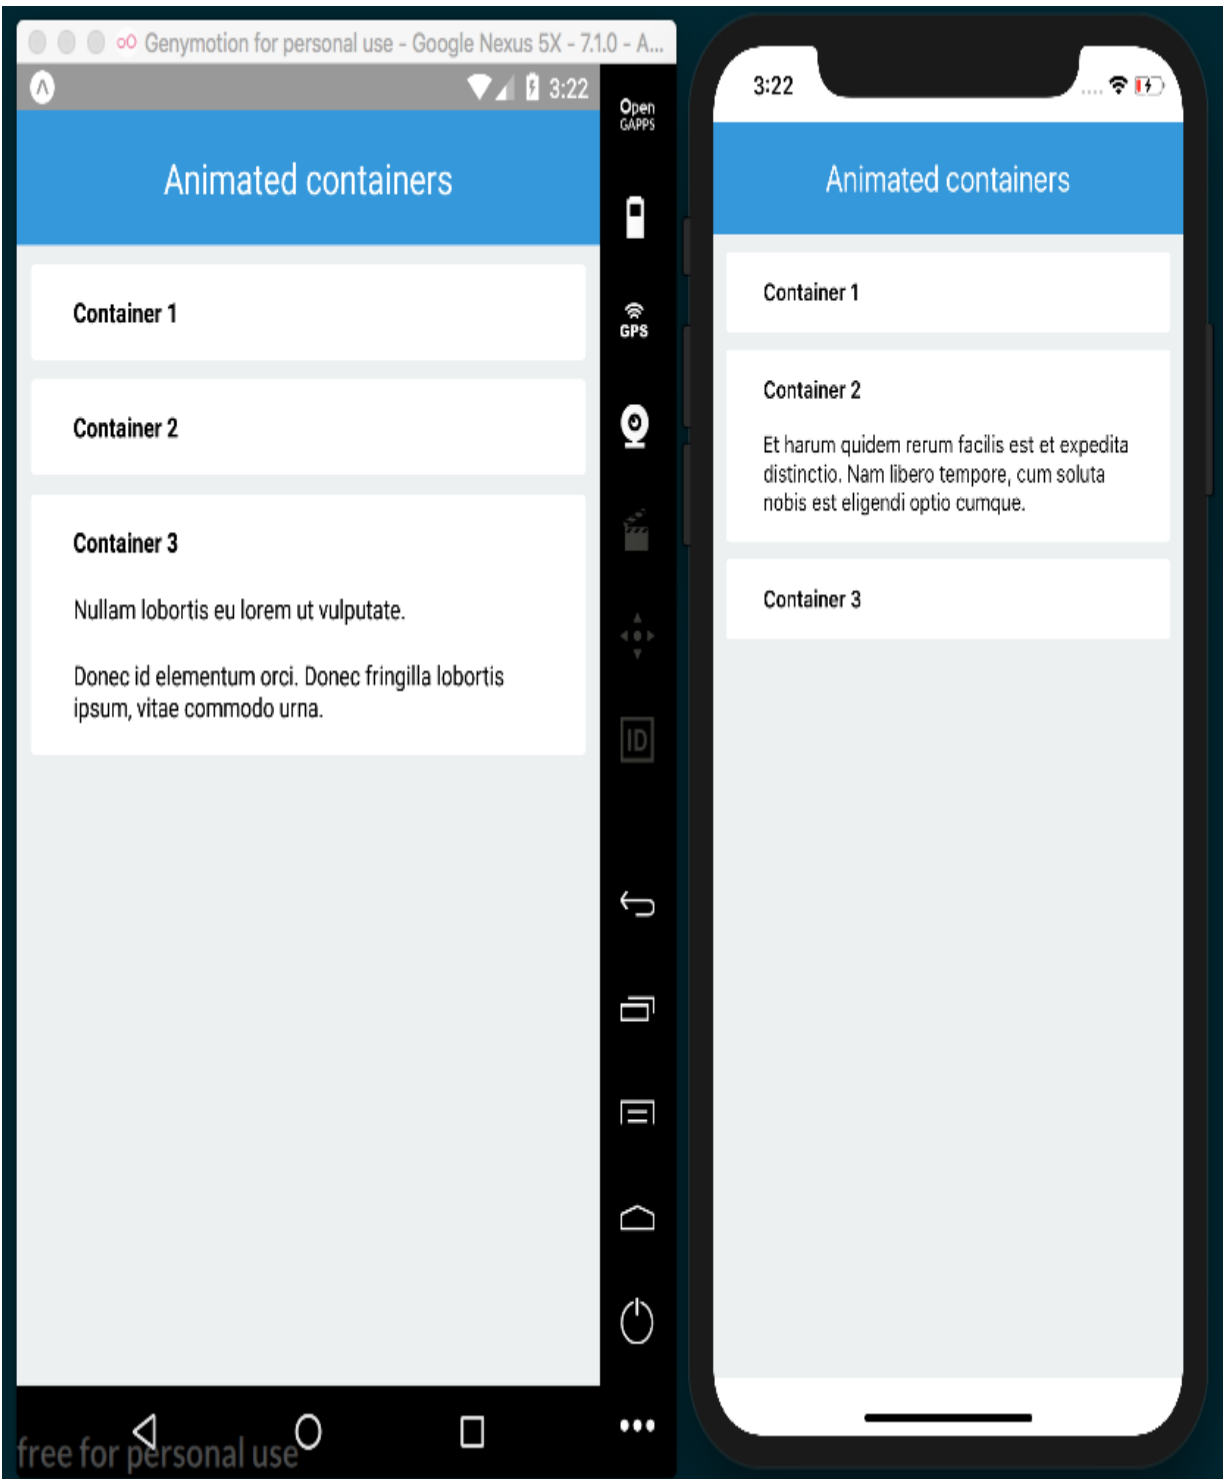 Genymotion for personal use - Google Nexus 5X - 7.1.0 - A...
3:22
Animated containers
Container 1
Container 2
Container 3
Nullam lobortis eu lorem ut vulputate.
Donec id elementum orci. Donec fringilla lobortis
ipsum, vitae commodo urna.
free for personal use
Open
GAPPS
GPS
ID
3:22
Animated containers
Container 1
Container 2
Et harum quidem rerum facilis est et expedita
distinctio. Nam libero tempore, cum soluta
nobis est eligendi optio cumque.
Container 3